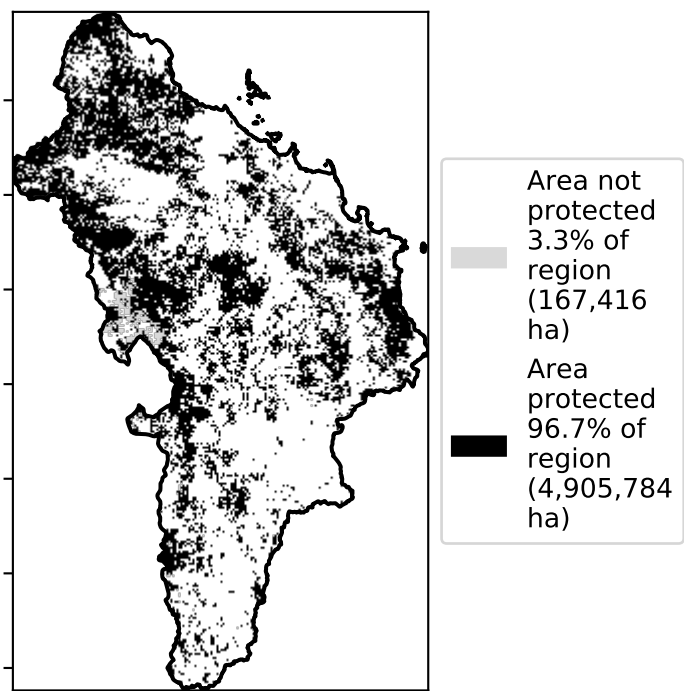 Area not
protected
3.3% of
region
(167,416
ha)
Area
protected
96.7% of
region
(4,905,784
ha)